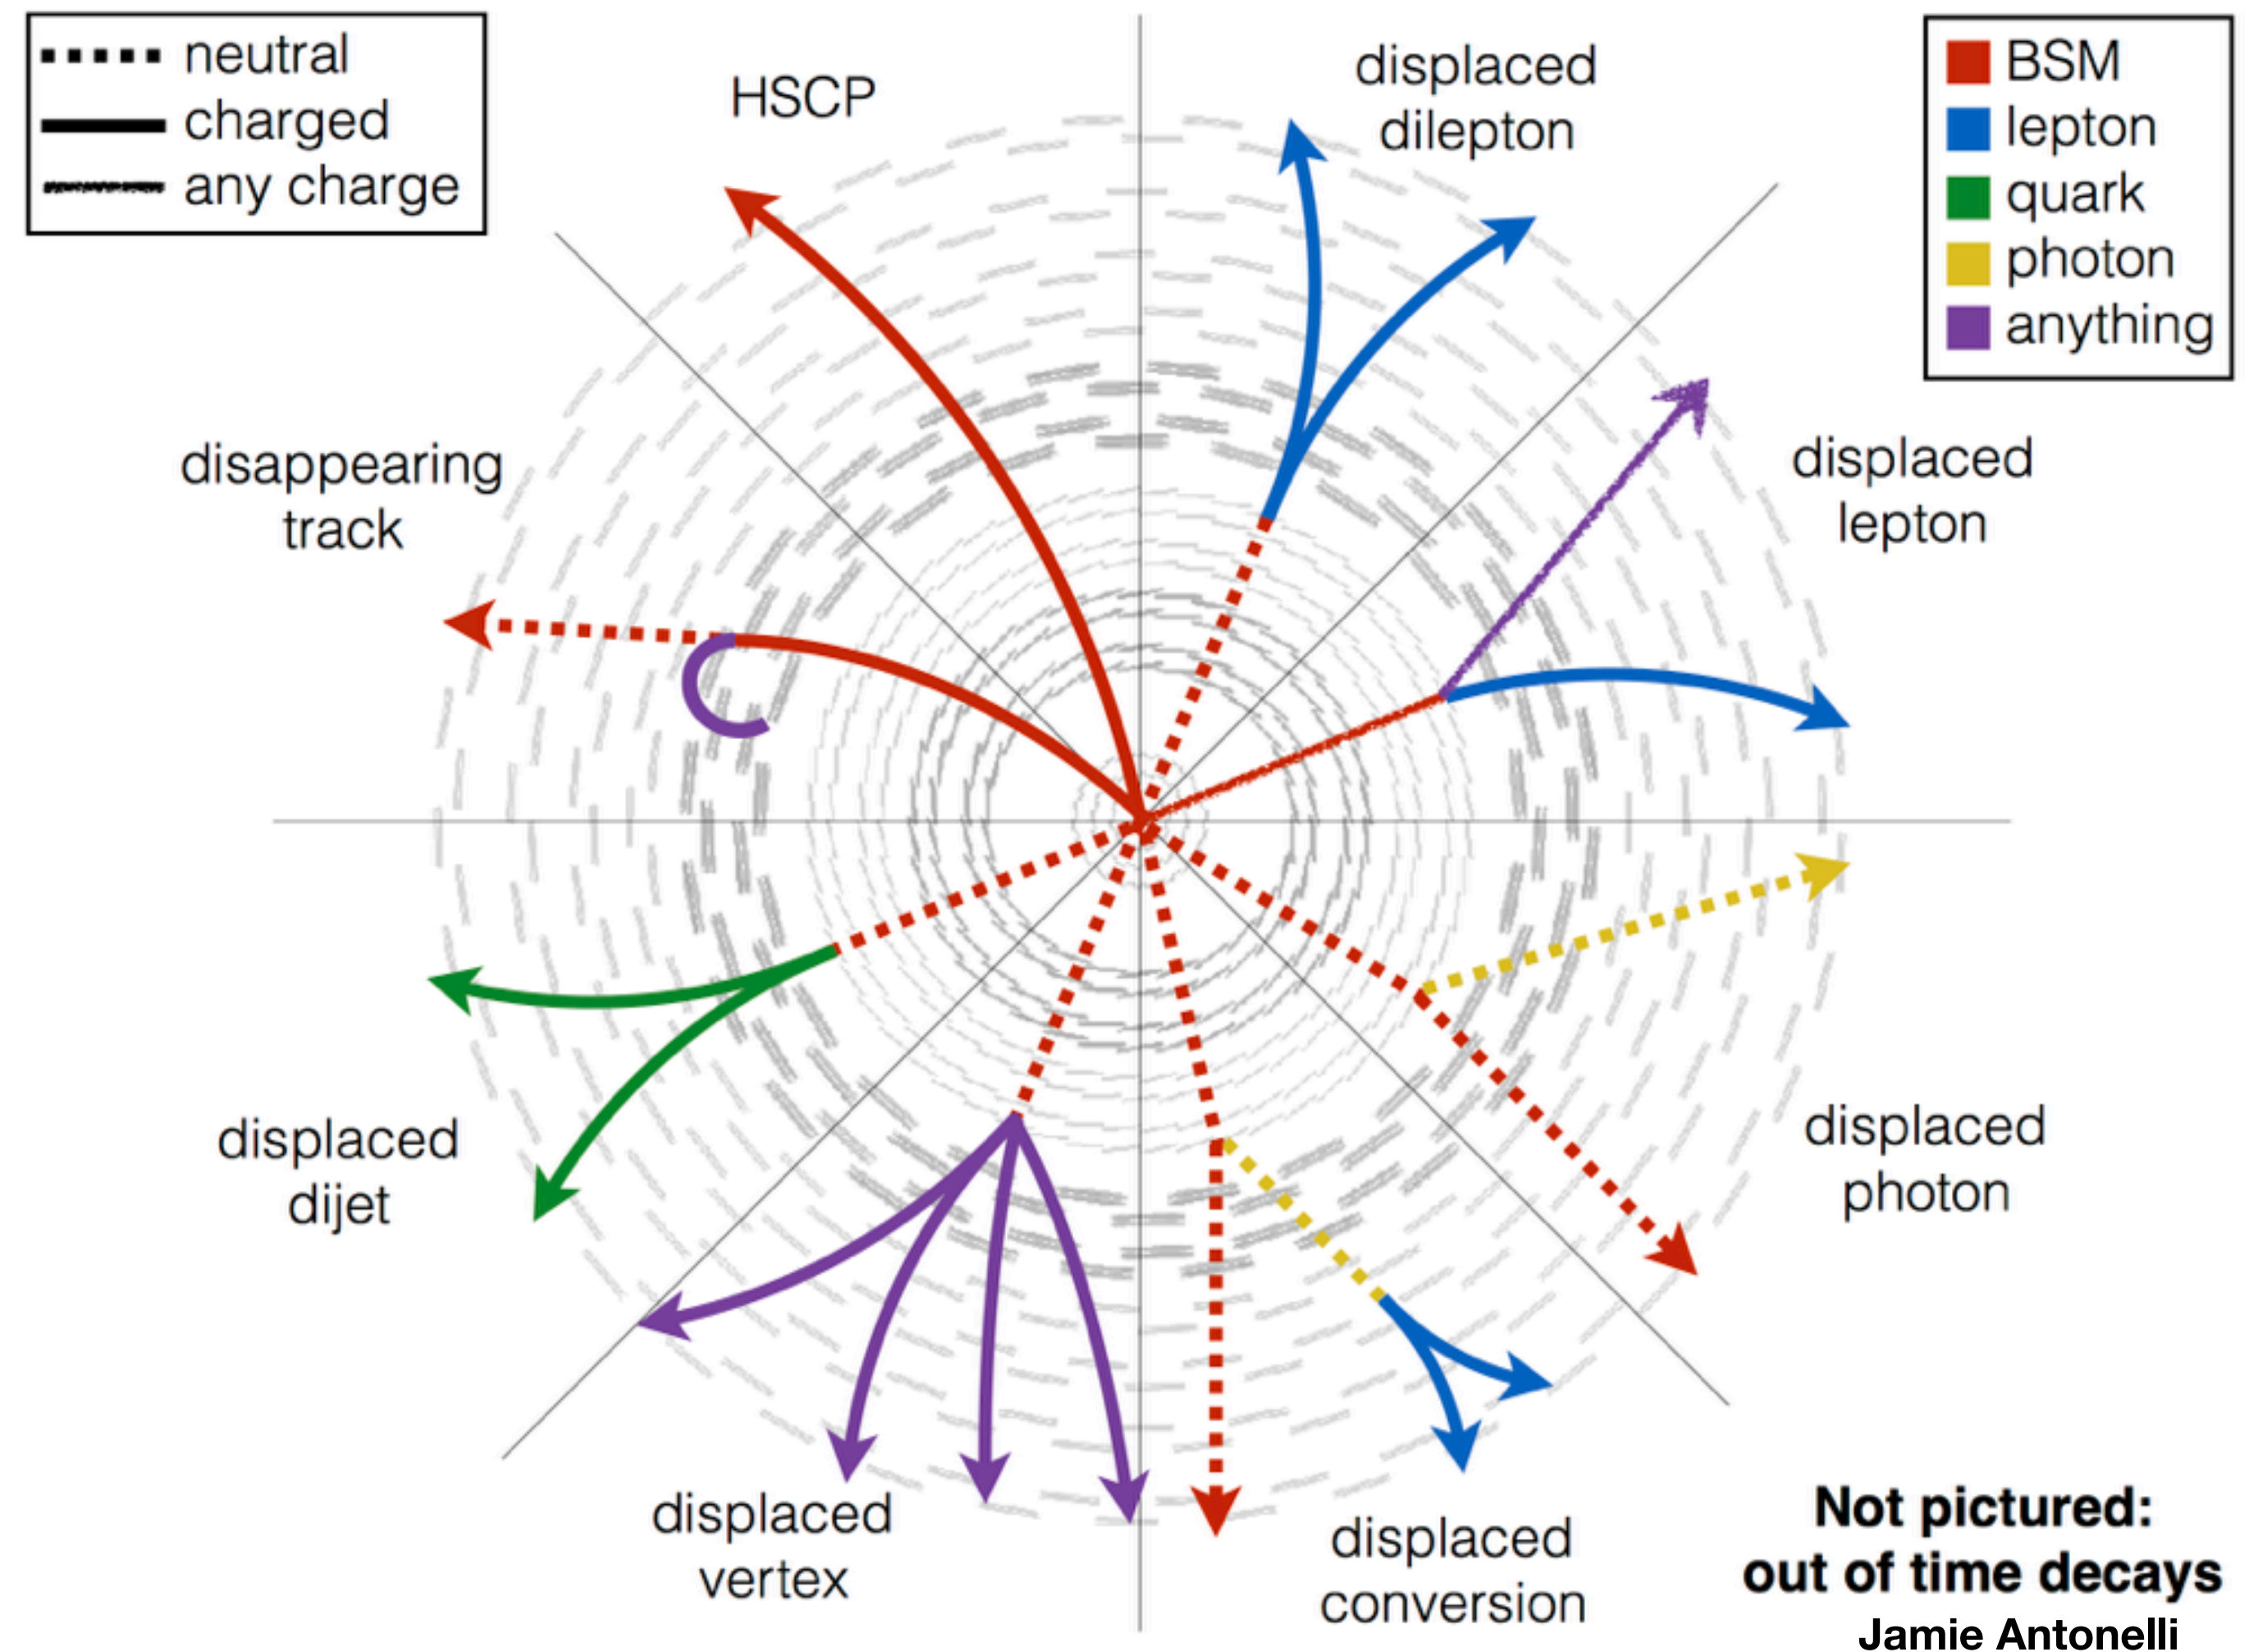 neutral
charged
any charge
HSCP
displaced
dilepton
BSM
lepton
quark
photon
anything
disappearing
track
displaced
lepton
displaced
dijet
displaced
photon
displaced
vertex
displaced
conversion
Not pictured:
out of time decays
Jamie Antonelli